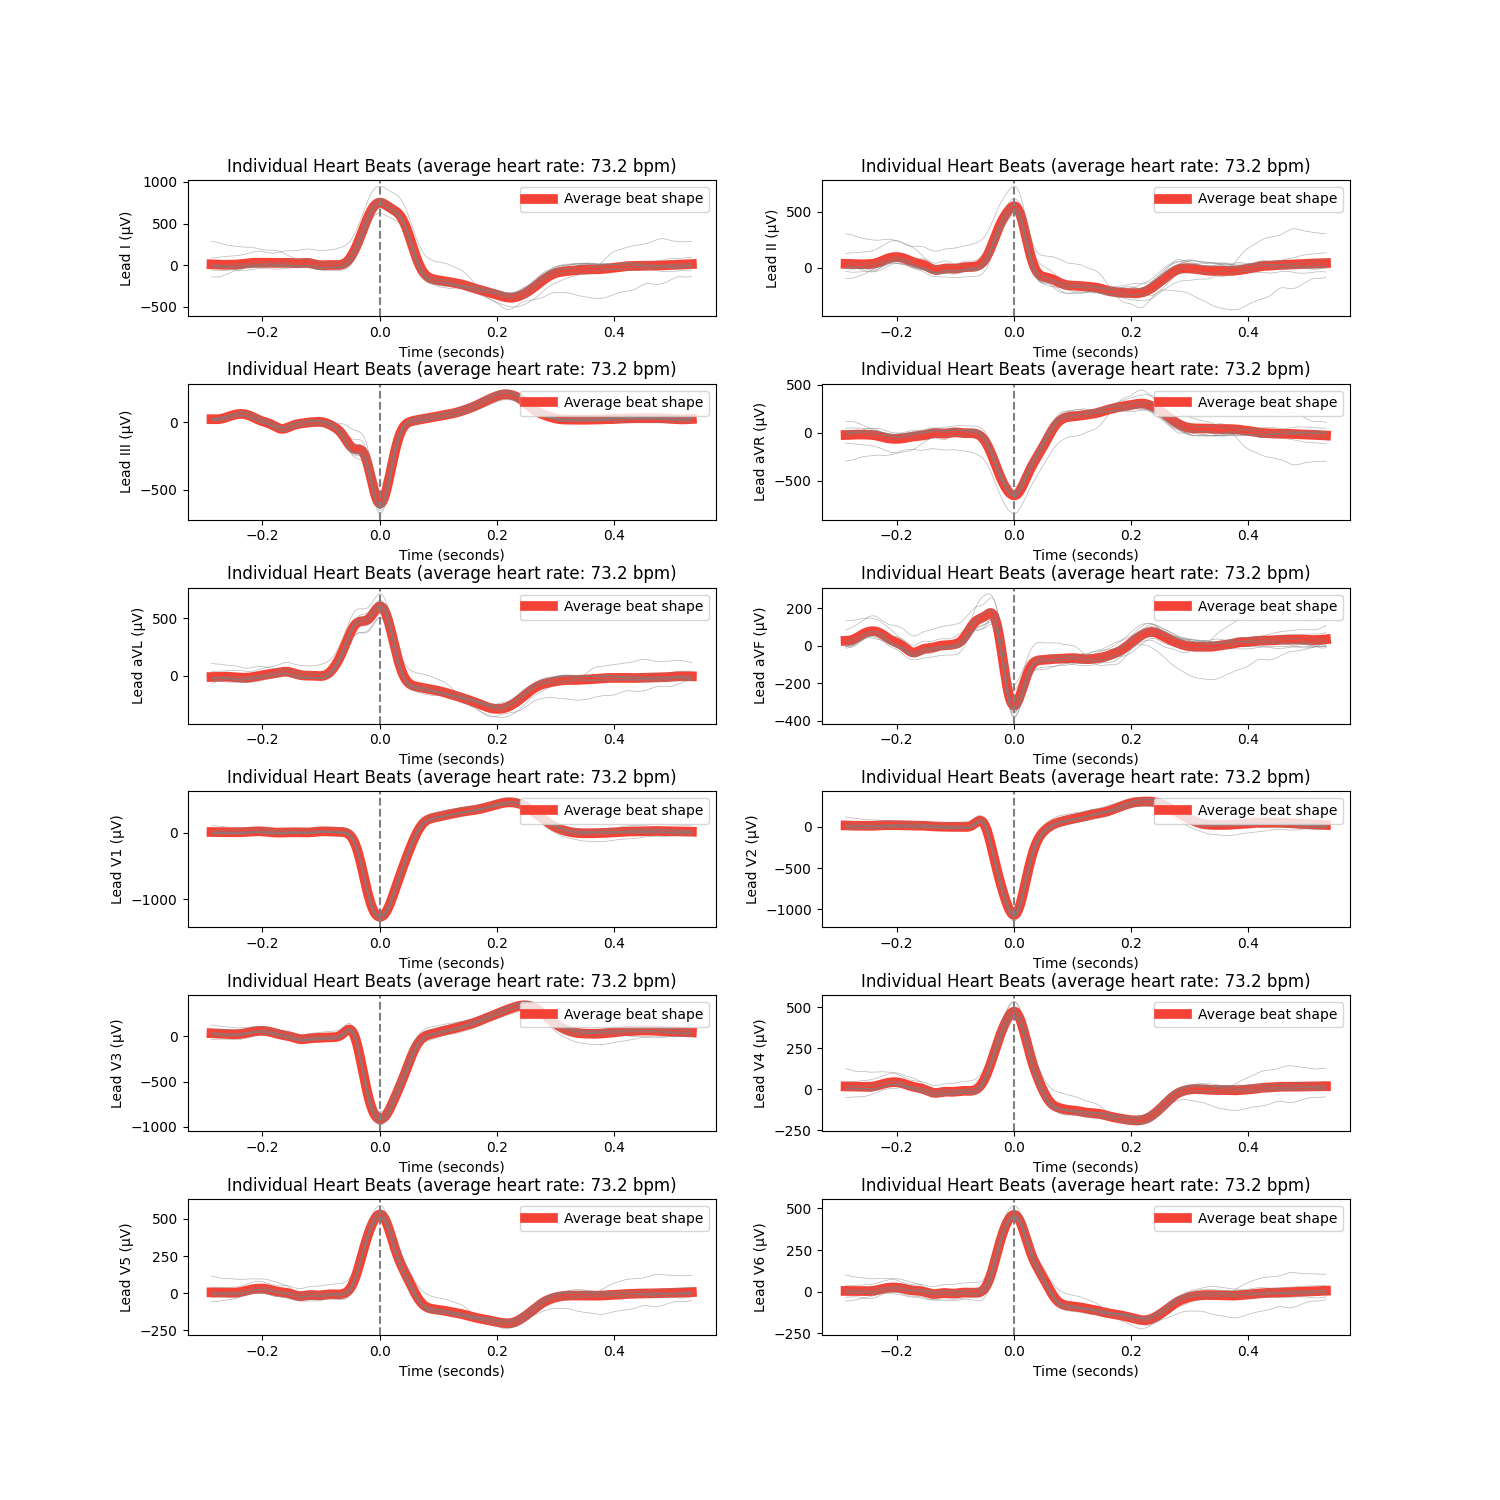 Individual Heart Beats (average heart rate: 73.2 bpm)
Lead I (µV)
1000
500
0
−500
Average beat shape
−0.2 0.0 0.2 0.4
Time (seconds)
Individual Heart Beats (average heart rate: 73.2 bpm)
Lead II (µV)
500
0
Average beat shape
−0.2 0.0 0.2 0.4
Time (seconds)
Individual Heart Beats (average heart rate: 73.2 bpm)
Lead III (µV)
0
−500
Average beat shape
−0.2 0.0 0.2 0.4
Time (seconds)
Individual Heart Beats (average heart rate: 73.2 bpm)
Lead aVR (µV)
500
0
−500
Average beat shape
−0.2 0.0 0.2 0.4
Time (seconds)
Individual Heart Beats (average heart rate: 73.2 bpm)
Lead aVL (µV)
500
0
Average beat shape
−0.2 0.0 0.2 0.4
Time (seconds)
Individual Heart Beats (average heart rate: 73.2 bpm)
Lead aVF (µV)
200
0
−200
−400
Average beat shape
−0.2 0.0 0.2 0.4
Time (seconds)
Individual Heart Beats (average heart rate: 73.2 bpm)
Lead V1 (µV)
0
−1000
Average beat shape
−0.2 0.0 0.2 0.4
Time (seconds)
Individual Heart Beats (average heart rate: 73.2 bpm)
Lead V2 (µV)
0
−500
−1000
Average beat shape
−0.2 0.0 0.2 0.4
Time (seconds)
Individual Heart Beats (average heart rate: 73.2 bpm)
Lead V3 (µV)
0
−500
−1000
Average beat shape
−0.2 0.0 0.2 0.4
Time (seconds)
Individual Heart Beats (average heart rate: 73.2 bpm)
Lead V4 (µV)
500
250
0
−250
Average beat shape
−0.2 0.0 0.2 0.4
Time (seconds)
Individual Heart Beats (average heart rate: 73.2 bpm)
Lead V5 (µV)
500
250
0
−250
Average beat shape
−0.2 0.0 0.2 0.4
Time (seconds)
Individual Heart Beats (average heart rate: 73.2 bpm)
Lead V6 (µV)
500
250
0
−250
Average beat shape
−0.2 0.0 0.2 0.4
Time (seconds)